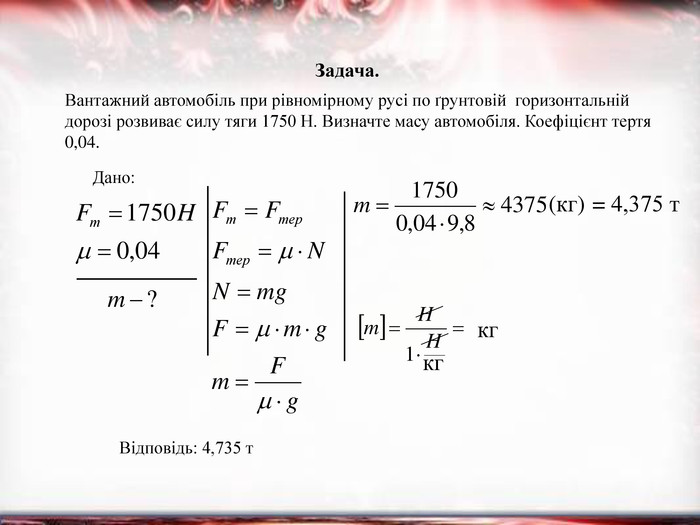 Задача.
Вантажний автомобіль при рівномірному русі по ґрунтовій горизонтальній
дорозі розвиває силу тяги 1750 Н. Визначте масу автомобіля. Коефіцієнт тертя
0,04.
Дано:
Fт = 1750Н
μ = 0,04
m − ?
Fт = Fтер
Fтер = μ · N
N = mg
F = μ · m · g
m = F / (μ · g)
m = 1750 / (0,04 · 9,8) ≈ 4375(кг) = 4,375 т
[m] = Н / (1 · Н/кг) = кг
Відповідь: 4,735 т